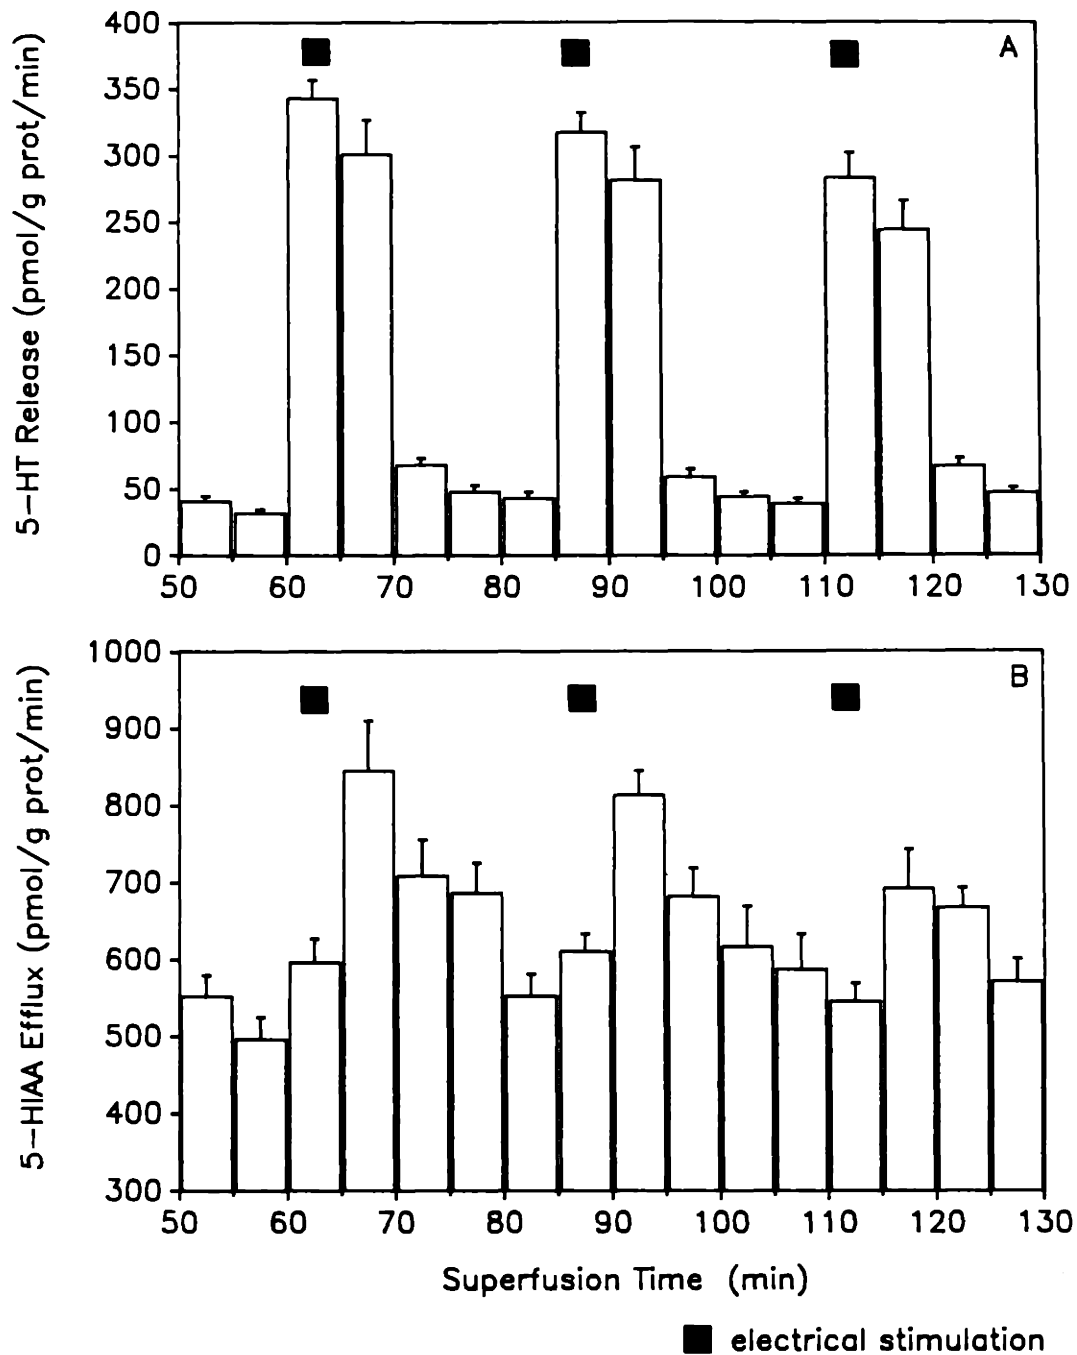 A
5-HT Release (pmol/g prot/min)
400
350
300
250
200
150
100
50
0
50 60 70 80 90 100 110 120 130
B
5-HIAA Efflux (pmol/g prot/min)
1000
900
800
700
600
500
400
300
50 60 70 80 90 100 110 120 130
Superfusion Time (min)
electrical stimulation